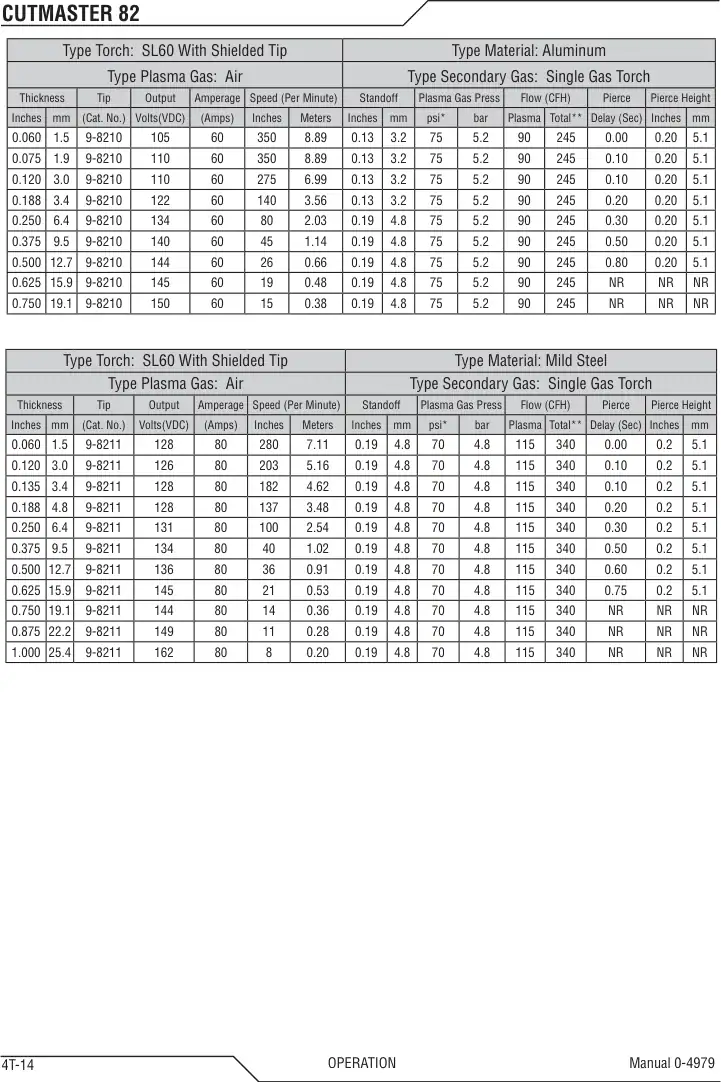 CUTMASTER 82
Type Torch: SL60 With Shielded Tip Type Material: Aluminum
Type Plasma Gas: Air Type Secondary Gas: Single Gas Torch
Thickness Tip Output Amperage Speed (Per Minute) Standoff Plasma Gas Press Flow (CFH) Pierce Pierce Height
Inches mm (Cat. No.) Volts(VDC) (Amps) Inches Meters Inches mm psi* bar Plasma Total** Delay (Sec) Inches mm
0.060 1.5 9-8210 105 60 350 8.89 0.13 3.2 75 5.2 90 245 0.00 0.20 5.1
0.075 1.9 9-8210 110 60 350 8.89 0.13 3.2 75 5.2 90 245 0.10 0.20 5.1
0.120 3.0 9-8210 110 60 275 6.99 0.13 3.2 75 5.2 90 245 0.10 0.20 5.1
0.188 3.4 9-8210 122 60 140 3.56 0.13 3.2 75 5.2 90 245 0.20 0.20 5.1
0.250 6.4 9-8210 134 60 80 2.03 0.19 4.8 75 5.2 90 245 0.30 0.20 5.1
0.375 9.5 9-8210 140 60 45 1.14 0.19 4.8 75 5.2 90 245 0.50 0.20 5.1
0.500 12.7 9-8210 144 60 26 0.66 0.19 4.8 75 5.2 90 245 0.80 0.20 5.1
0.625 15.9 9-8210 145 60 19 0.48 0.19 4.8 75 5.2 90 245 NR NR NR
0.750 19.1 9-8210 150 60 15 0.38 0.19 4.8 75 5.2 90 245 NR NR NR
Type Torch: SL60 With Shielded Tip Type Material: Mild Steel
Type Plasma Gas: Air Type Secondary Gas: Single Gas Torch
Thickness Tip Output Amperage Speed (Per Minute) Standoff Plasma Gas Press Flow (CFH) Pierce Pierce Height
Inches mm (Cat. No.) Volts(VDC) (Amps) Inches Meters Inches mm psi* bar Plasma Total** Delay (Sec) Inches mm
0.060 1.5 9-8211 128 80 280 7.11 0.19 4.8 70 4.8 115 340 0.00 0.2 5.1
0.120 3.0 9-8211 126 80 203 5.16 0.19 4.8 70 4.8 115 340 0.10 0.2 5.1
0.135 3.4 9-8211 128 80 182 4.62 0.19 4.8 70 4.8 115 340 0.10 0.2 5.1
0.188 4.8 9-8211 128 80 137 3.48 0.19 4.8 70 4.8 115 340 0.20 0.2 5.1
0.250 6.4 9-8211 131 80 100 2.54 0.19 4.8 70 4.8 115 340 0.30 0.2 5.1
0.375 9.5 9-8211 134 80 40 1.02 0.19 4.8 70 4.8 115 340 0.50 0.2 5.1
0.500 12.7 9-8211 136 80 36 0.91 0.19 4.8 70 4.8 115 340 0.60 0.2 5.1
0.625 15.9 9-8211 145 80 21 0.53 0.19 4.8 70 4.8 115 340 0.75 0.2 5.1
0.750 19.1 9-8211 144 80 14 0.36 0.19 4.8 70 4.8 115 340 NR NR NR
0.875 22.2 9-8211 149 80 11 0.28 0.19 4.8 70 4.8 115 340 NR NR NR
1.000 25.4 9-8211 162 80 8 0.20 0.19 4.8 70 4.8 115 340 NR NR NR
4T-14 OPERATION Manual 0-4979